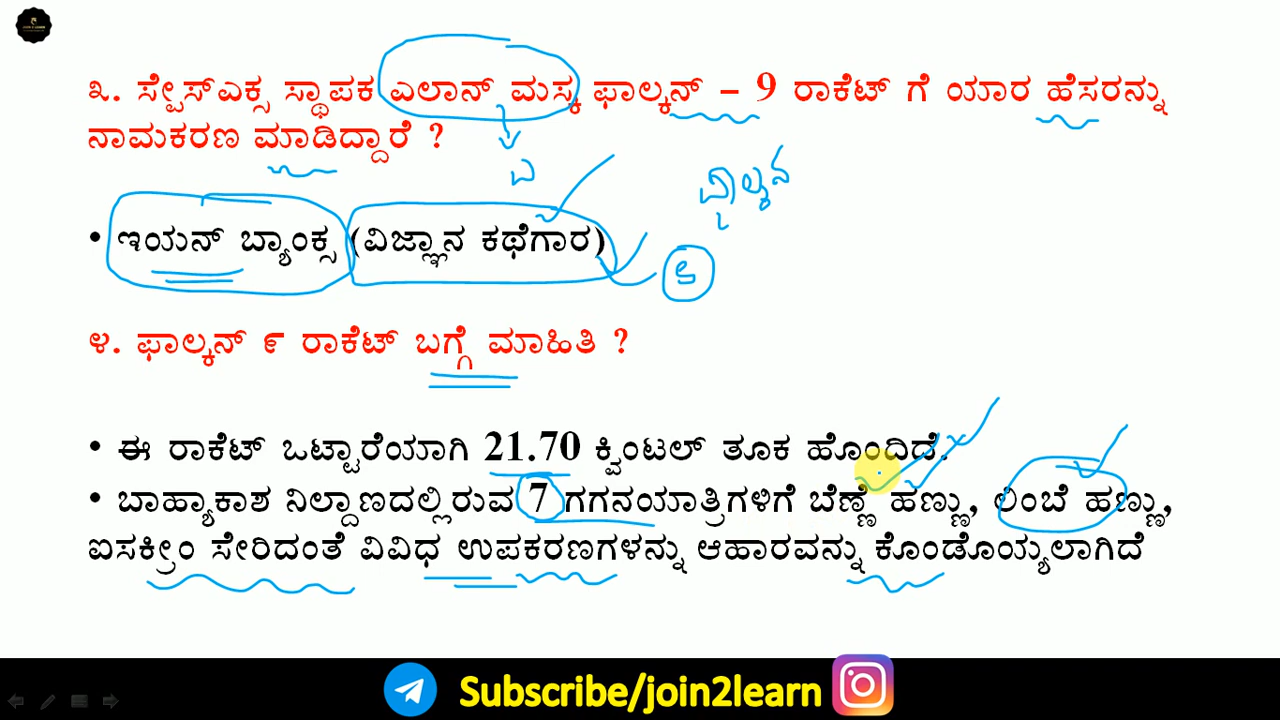 ೩. ಸ್ಪೇಸ್ಎಕ್ಸ ಸ್ಥಾಪಕ ಎಲಾನ್ ಮಸ್ಕ ಫಾಲ್ಕನ್ – 9 ರಾಕೆಟ್ ಗೆ ಯಾರ ಹೆಸರನ್ನು
ನಾಮಕರಣ ಮಾಡಿದ್ದಾರೆ ?
• ಇಯನ್ ಬ್ಯಾಂಕ್ಸ (ವಿಜ್ಞಾನ ಕಥೆಗಾರ)
೪. ಫಾಲ್ಕನ್ ೯ ರಾಕೆಟ್ ಬಗ್ಗೆ ಮಾಹಿತಿ ?
• ಈ ರಾಕೆಟ್ ಒಟ್ಟಾರೆಯಾಗಿ 21.70 ಕ್ವಿಂಟಲ್ ತೂಕ ಹೊಂದಿದೆ.
• ಬಾಹ್ಯಾಕಾಶ ನಿಲ್ದಾಣದಲ್ಲಿರುವ 7 ಗಗನಯಾತ್ರಿಗಳಿಗೆ ಬೆಣ್ಣೆ ಹಣ್ಣು, ಲಿಂಬೆ ಹಣ್ಣು,
ಐಸಕ್ರೀಂ ಸೇರಿದಂತೆ ವಿವಿಧ ಉಪಕರಣಗಳನ್ನು ಆಹಾರವನ್ನು ಕೊಂಡೊಯ್ಯಲಾಗಿದೆ
Subscribe/join2learn